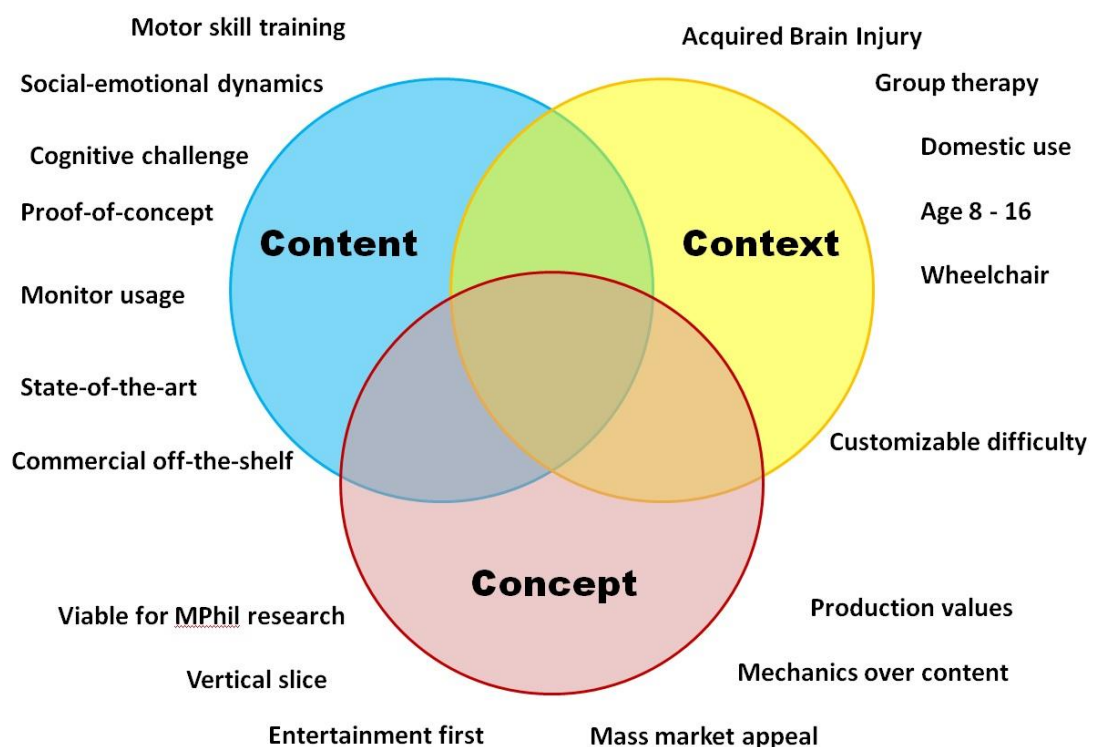 Motor skill training
Acquired Brain Injury
Social-emotional dynamics
Group therapy
Cognitive challenge
Domestic use
Proof-of-concept
Age 8 - 16
Content
Context
Monitor usage
Wheelchair
State-of-the-art
Customizable difficulty
Commercial off-the-shelf
Concept
Viable for MPhil research
Production values
Vertical slice
Mechanics over content
Entertainment first
Mass market appeal